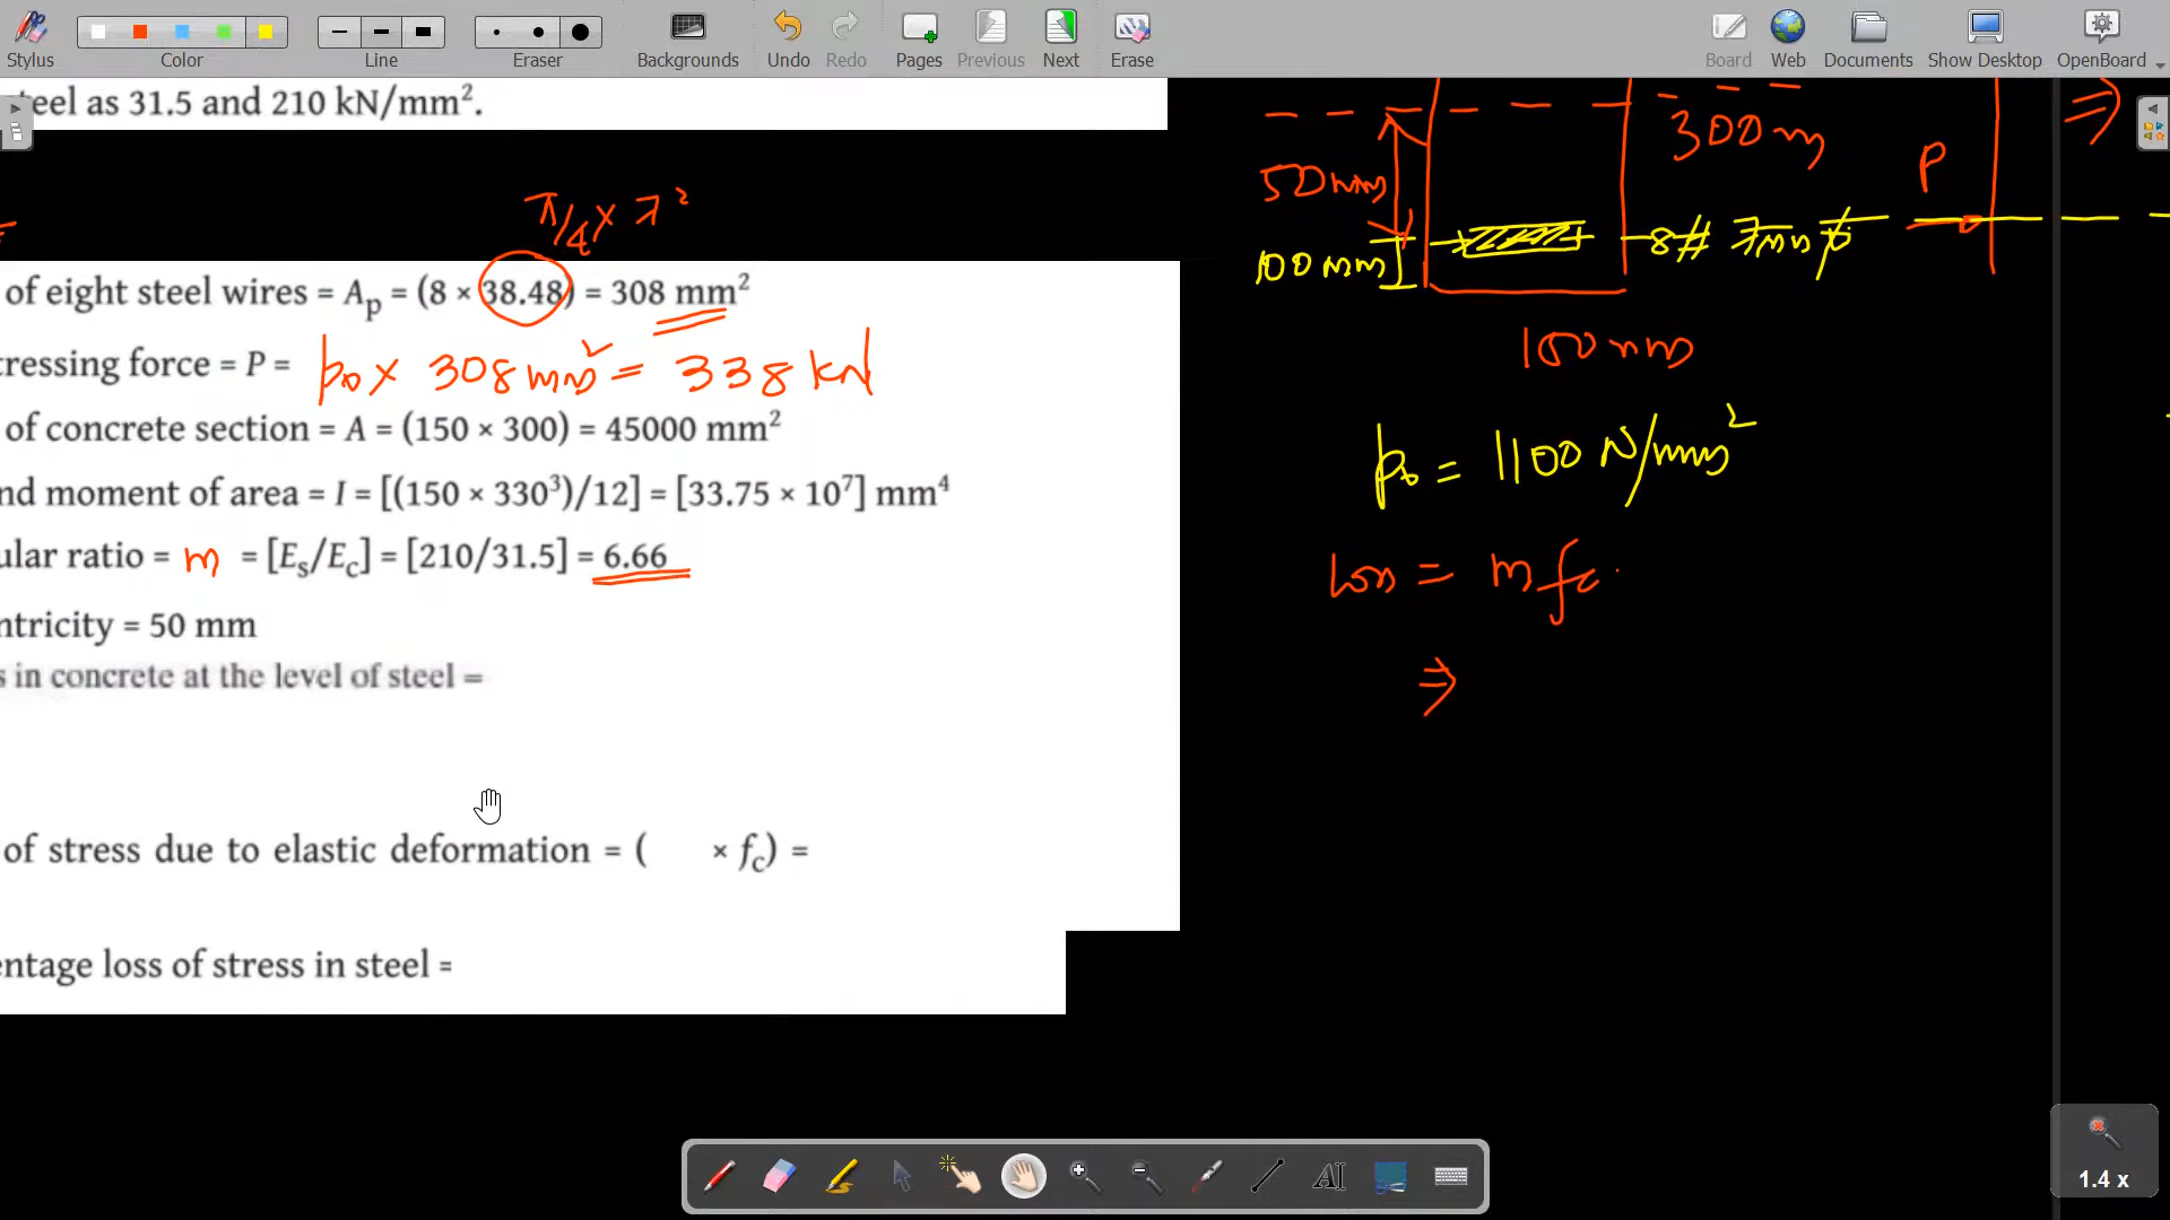 Stylus
Color
Line
Eraser
Backgrounds
Undo
Redo
Pages
Previous
Next
Erase
Board
Web
Documents
Show Desktop
OpenBoard
teel as 31.5 and 210 kN/mm².
π/4 × 7²
of eight steel wires = Aₚ = (8 × 38.48) = 308 mm²
tressing force = P = p₀ × 308 mm² = 338 kN
of concrete section = A = (150 × 300) = 45000 mm²
nd moment of area = I = [(150 × 330³)/12] = [33.75 × 10⁷] mm⁴
ular ratio = m = [Eₛ/E꜀] = [210/31.5] = 6.66
ntricity = 50 mm
s in concrete at the level of steel =
of stress due to elastic deformation = ( × f꜀) =
entage loss of stress in steel =
300 m
⇒
50 mm
P
100 mm
8# 7mm ϕ
150 mm
p₀ = 1100 N/mm²
Loss = m fc.
⇒
1.4 x